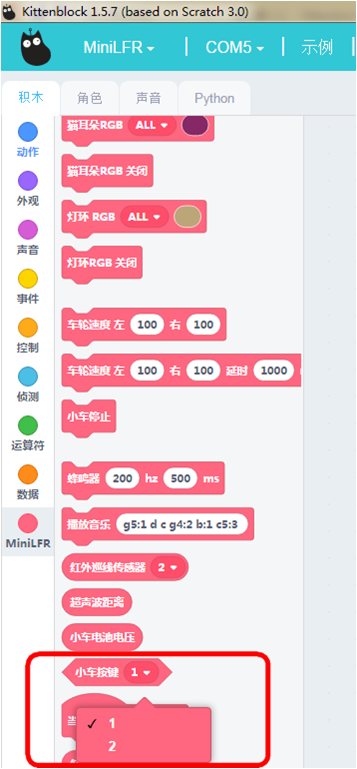 Kittenblock 1.5.7 (based on Scratch 3.0)
MiniLFR COM5 示例
积木 角色 声音 Python
动作
外观
声音
事件
控制
侦测
运算符
数据
MiniLFR
猫耳朵RGB ALL
猫耳朵RGB 关闭
灯环 RGB ALL
灯环RGB 关闭
车轮速度 左 100 右 100
车轮速度 左 100 右 100 延时 1000
小车停止
蜂鸣器 200 hz 500 ms
播放音乐 g5:1 d c g4:2 b:1 c5:3
红外巡线传感器 2
超声波距离
小车电池电压
小车按键 1
当
✓ 1
2